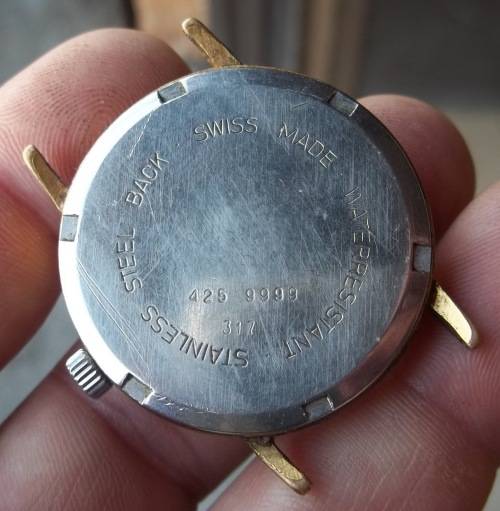 SWISS MADE WATERRESISTANT · STAINLESS STEEL BACK ·
425 9999
317